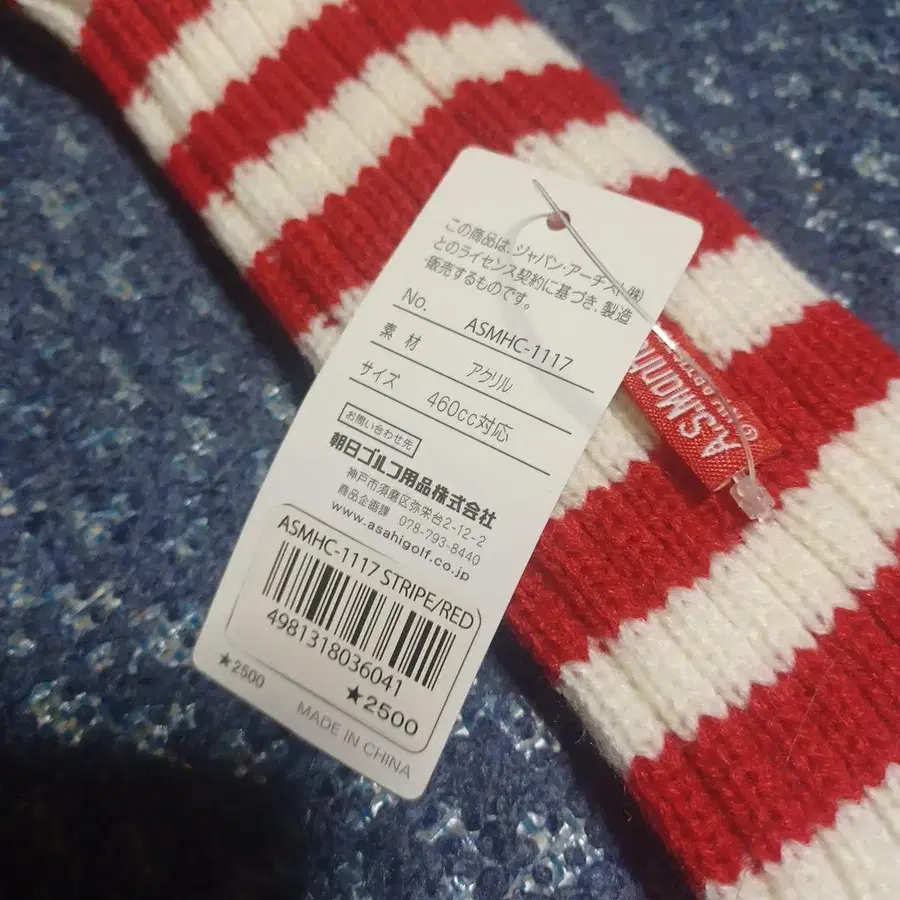 この商品は、ジャパン・アーチスト(株)
とのライセンス契約に基づき、製造
・販売するものです。
No. ASMHC-1117
素材 アクリル
サイズ 460cc対応
お問い合わせ先
朝日ゴルフ用品株式会社
神戸市須磨区弥栄台2-12-2
商品企画課 078-793-8440
www.asahigolf.co.jp
ASMHC-1117 STRIPE/RED
4981318036041
★2500
★2500
MADE IN CHINA
A.S.Manh
®